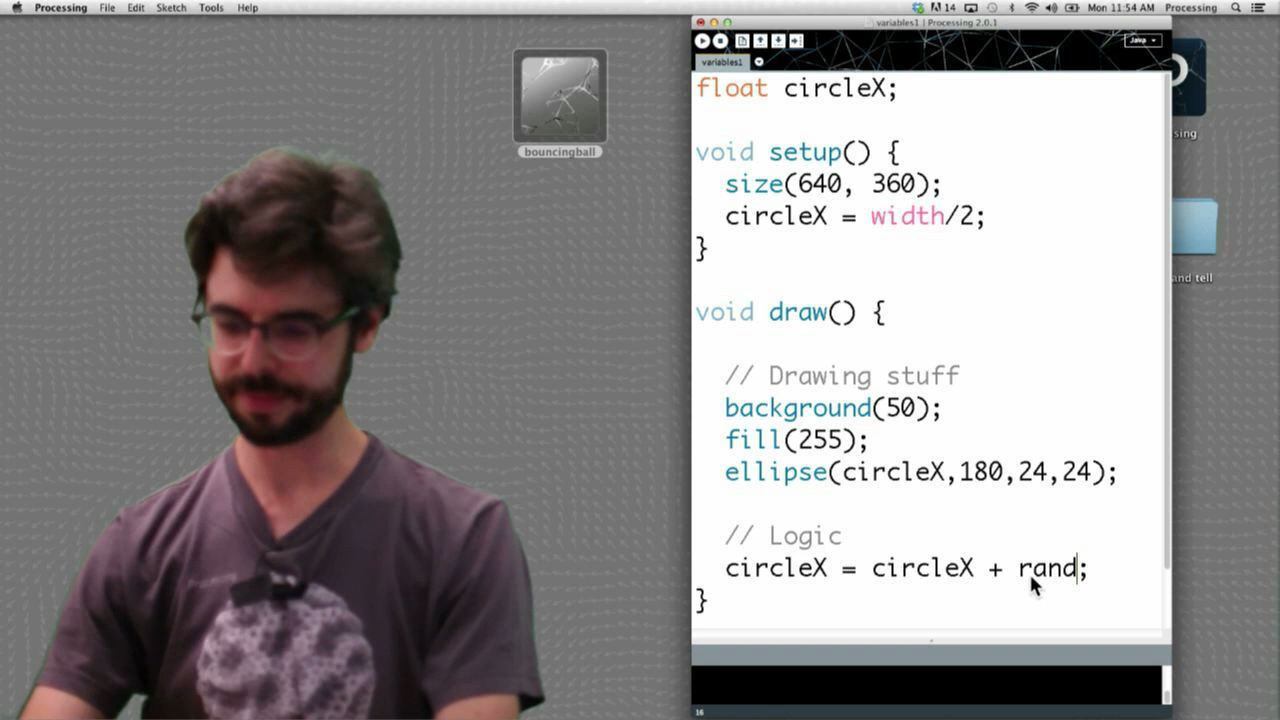 Processing File Edit Sketch Tools Help
14 Mon 11:54 AM Processing
variables1 | Processing 2.0.1
Java
variables1
float circleX;
void setup() {
size(640, 360);
circleX = width/2;
}
void draw() {
// Drawing stuff
background(50);
fill(255);
ellipse(circleX,180,24,24);
// Logic
circleX = circleX + rand;
}
16
bouncingball
sing
and tell